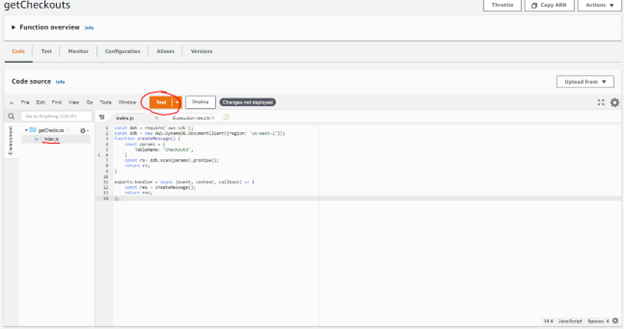 getCheckouts
Throttle
Copy ARN
Actions
Function overview Info
Code
Test
Monitor
Configuration
Aliases
Versions
Code source Info
Upload from
File Edit Find View Go Tools Window
Test
Deploy
Changes not deployed
Go to Anything (Ctrl-P)
index.js
Execution result
Environment
getCheckouts
index.js
1 const AWS = require('aws-sdk');
2 const ddb = new AWS.DynamoDB.DocumentClient({region: 'us-west-1'});
3 function createMessage() {
4 const params = {
5 TableName: 'checkouts',
6 }
7 const rs= ddb.scan(params).promise();
8 return rs;
9 }
10
11 exports.handler = async (event, context, callback) => {
12 const res = createMessage();
13 return res;
14 };
14:4 JavaScript Spaces: 4